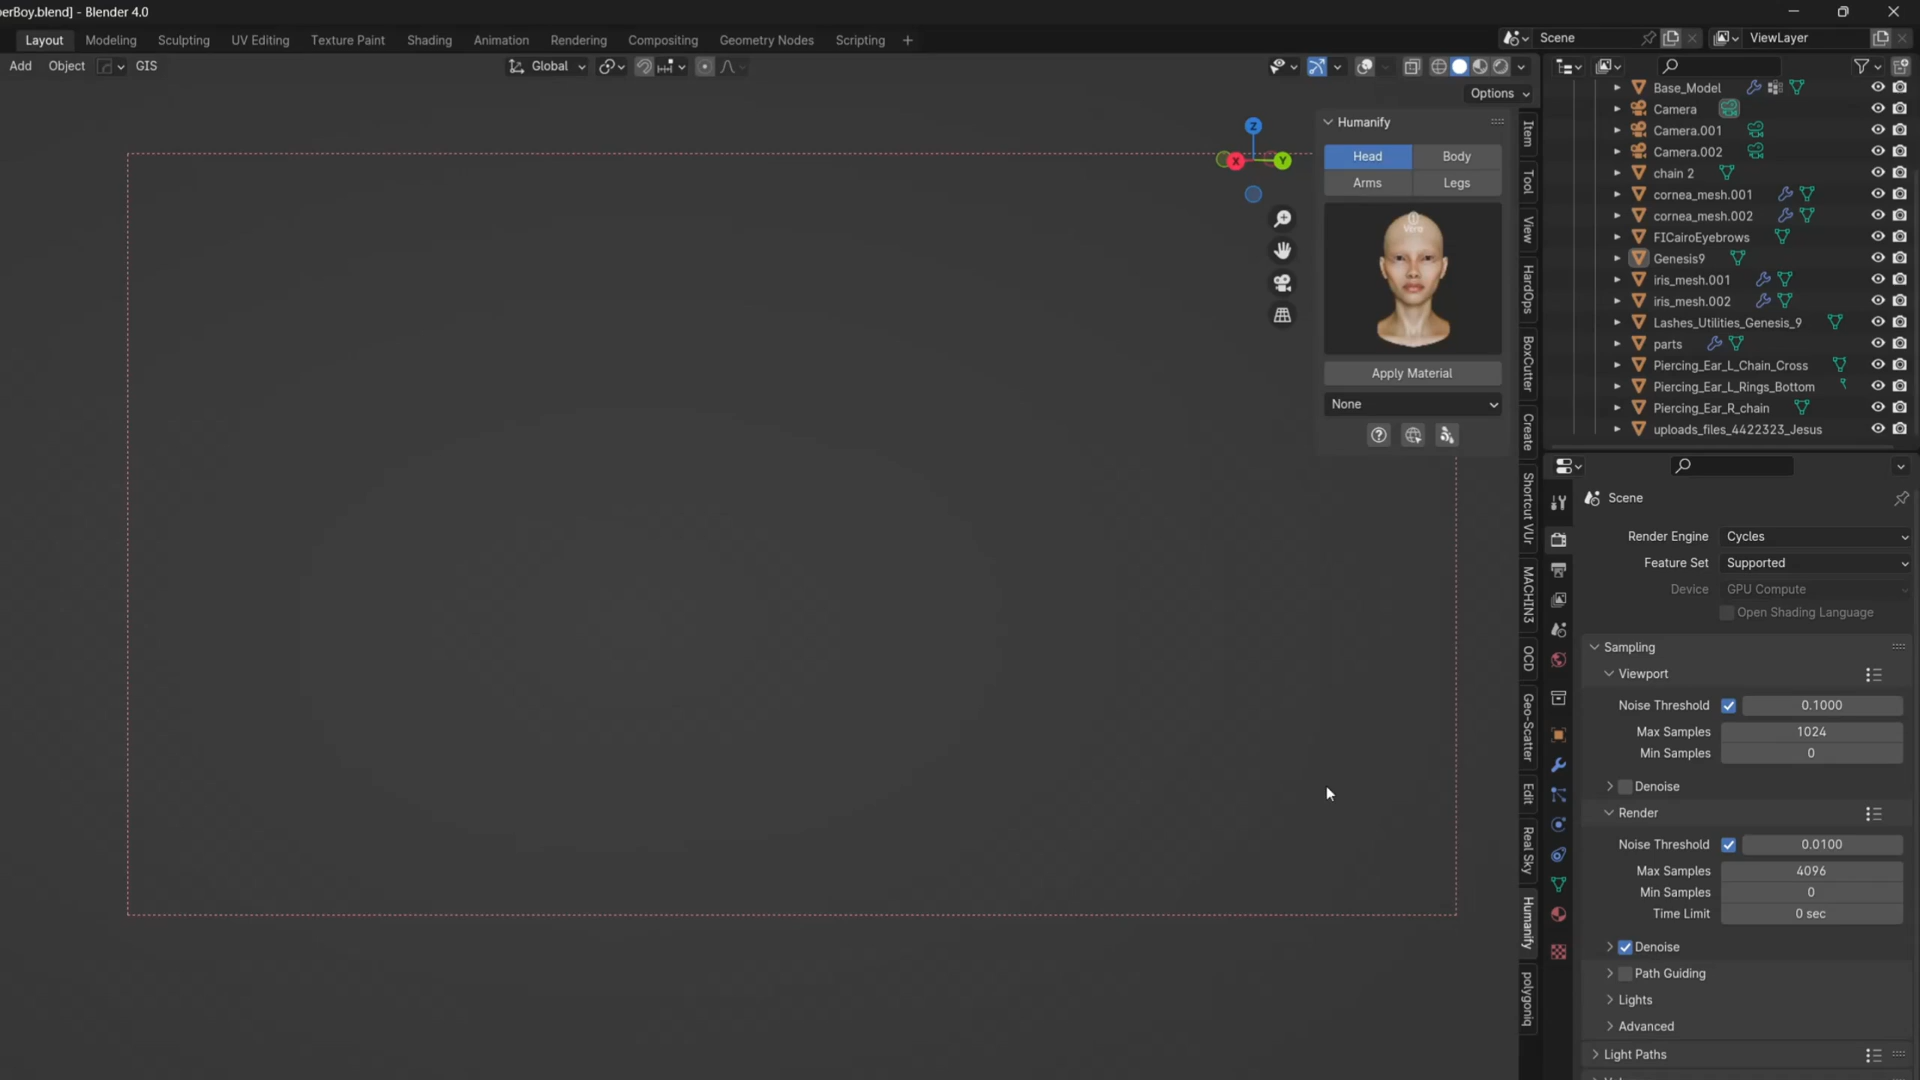 perBoy.blend] - Blender 4.0
Layout Modeling Sculpting UV Editing Texture Paint Shading Animation Rendering Compositing Geometry Nodes Scripting +
Scene ViewLayer
Add Object GIS Global
Options
Z
X Y
Humanify
Head Body
Arms Legs
Vera
Apply Material
None
Item
Tool
View
HardOps
BoxCutter
Create
Shortcut VUr
MACHIN3
OCD
Geo-Scatter
Edit
Real Sky
Humanify
polygoniq
Base_Model
Camera
Camera.001
Camera.002
chain 2
cornea_mesh.001
cornea_mesh.002
FICairoEyebrows
Genesis9
iris_mesh.001
iris_mesh.002
Lashes_Utilities_Genesis_9
parts
Piercing_Ear_L_Chain_Cross
Piercing_Ear_L_Rings_Bottom
Piercing_Ear_R_chain
uploads_files_4422323_Jesus
Scene
Render Engine Cycles
Feature Set Supported
Device GPU Compute
Open Shading Language
Sampling
Viewport
Noise Threshold 0.1000
Max Samples 1024
Min Samples 0
Denoise
Render
Noise Threshold 0.0100
Max Samples 4096
Min Samples 0
Time Limit 0 sec
Denoise
Path Guiding
Lights
Advanced
Light Paths